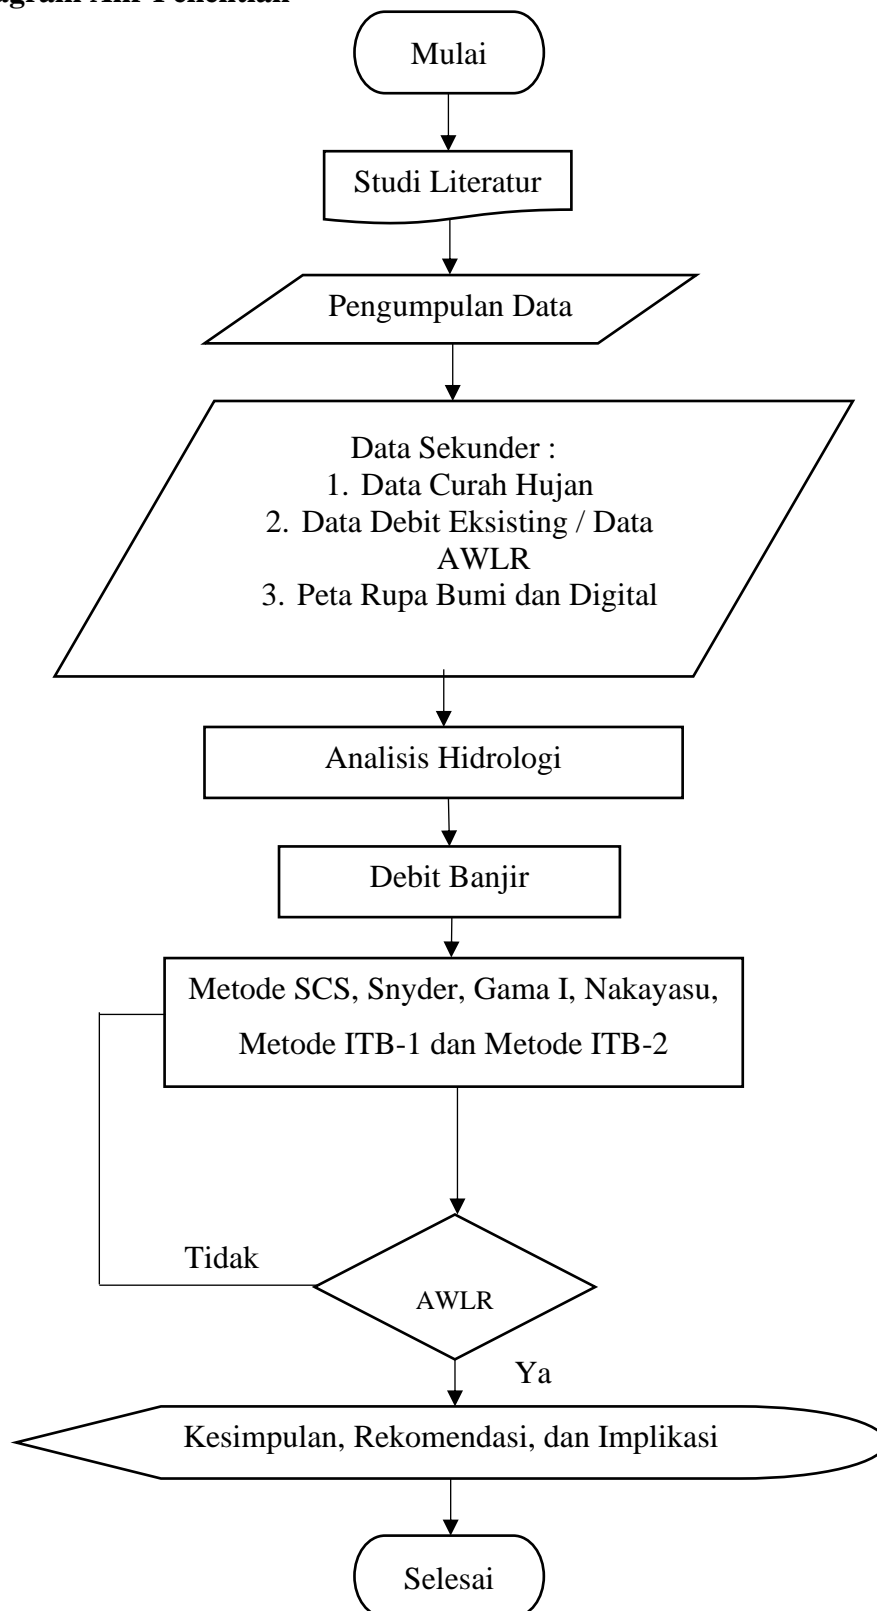 Mulai
Studi Literatur
Pengumpulan Data
Data Sekunder :
1. Data Curah Hujan
2. Data Debit Eksisting / Data
AWLR
3. Peta Rupa Bumi dan Digital
Analisis Hidrologi
Debit Banjir
Metode SCS, Snyder, Gama I, Nakayasu,
Metode ITB-1 dan Metode ITB-2
Tidak
AWLR
Ya
Kesimpulan, Rekomendasi, dan Implikasi
Selesai